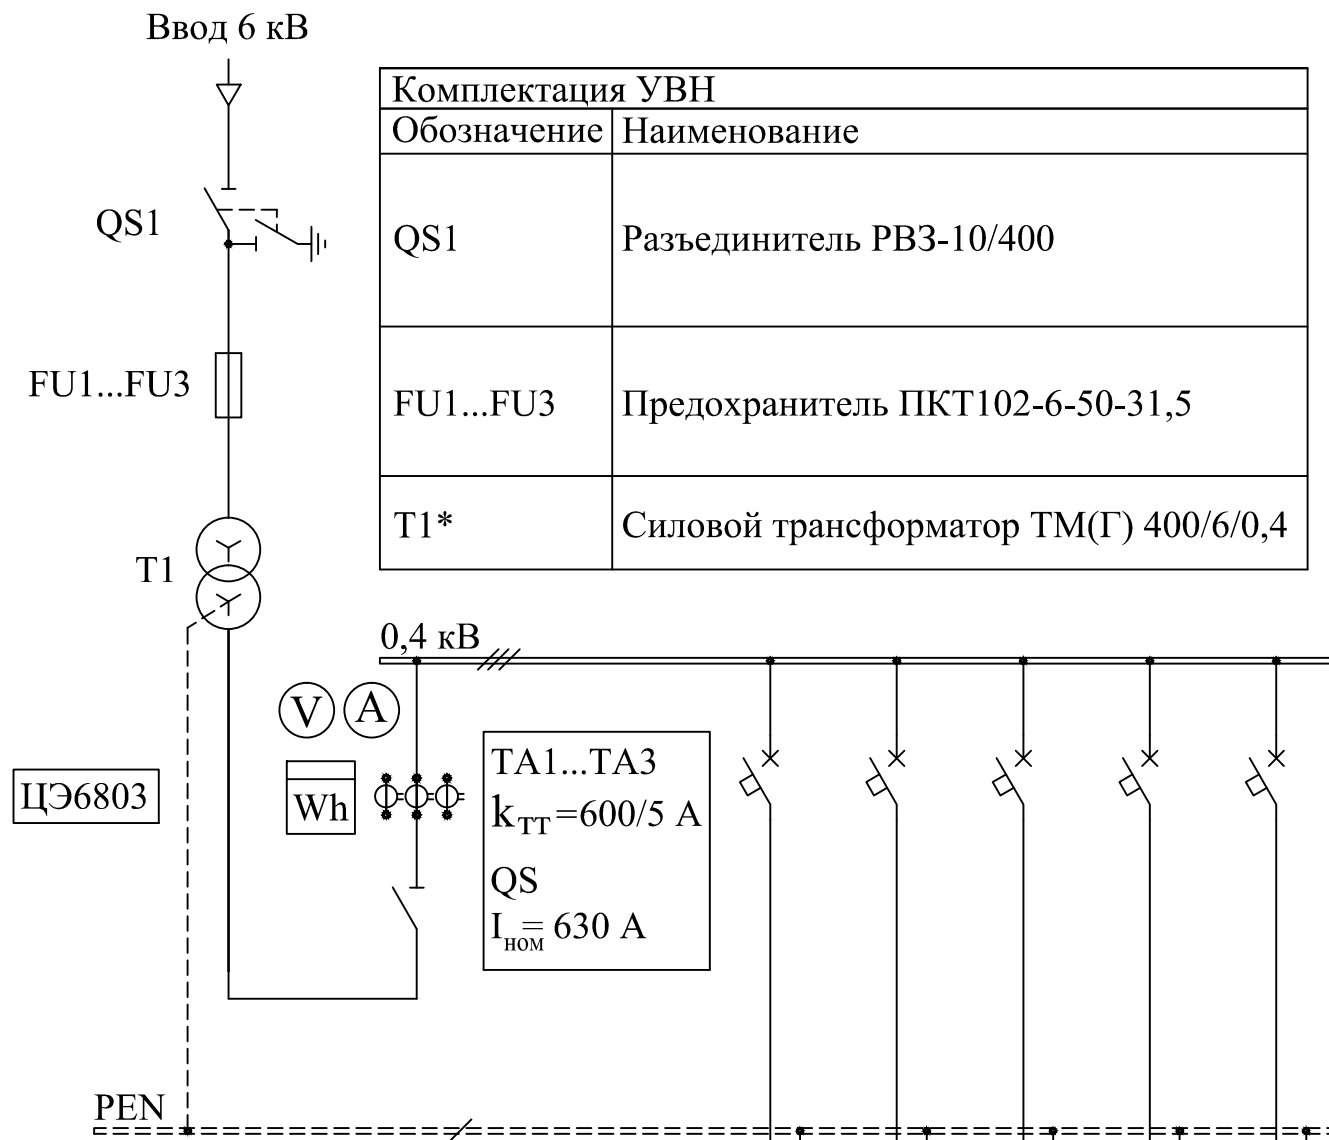 Ввод 6 кВ
Комплектация УВН
Обозначение Наименование
QS1
QS1 Разъединитель РВЗ-10/400
FU1...FU3
FU1...FU3 Предохранитель ПКТ102-6-50-31,5
T1* Силовой трансформатор ТМ(Г) 400/6/0,4
T1
0,4 кВ
V A
ЦЭ6803
Wh
TA1...TA3
kТТ=600/5 А
QS
Iном= 630 А
PEN